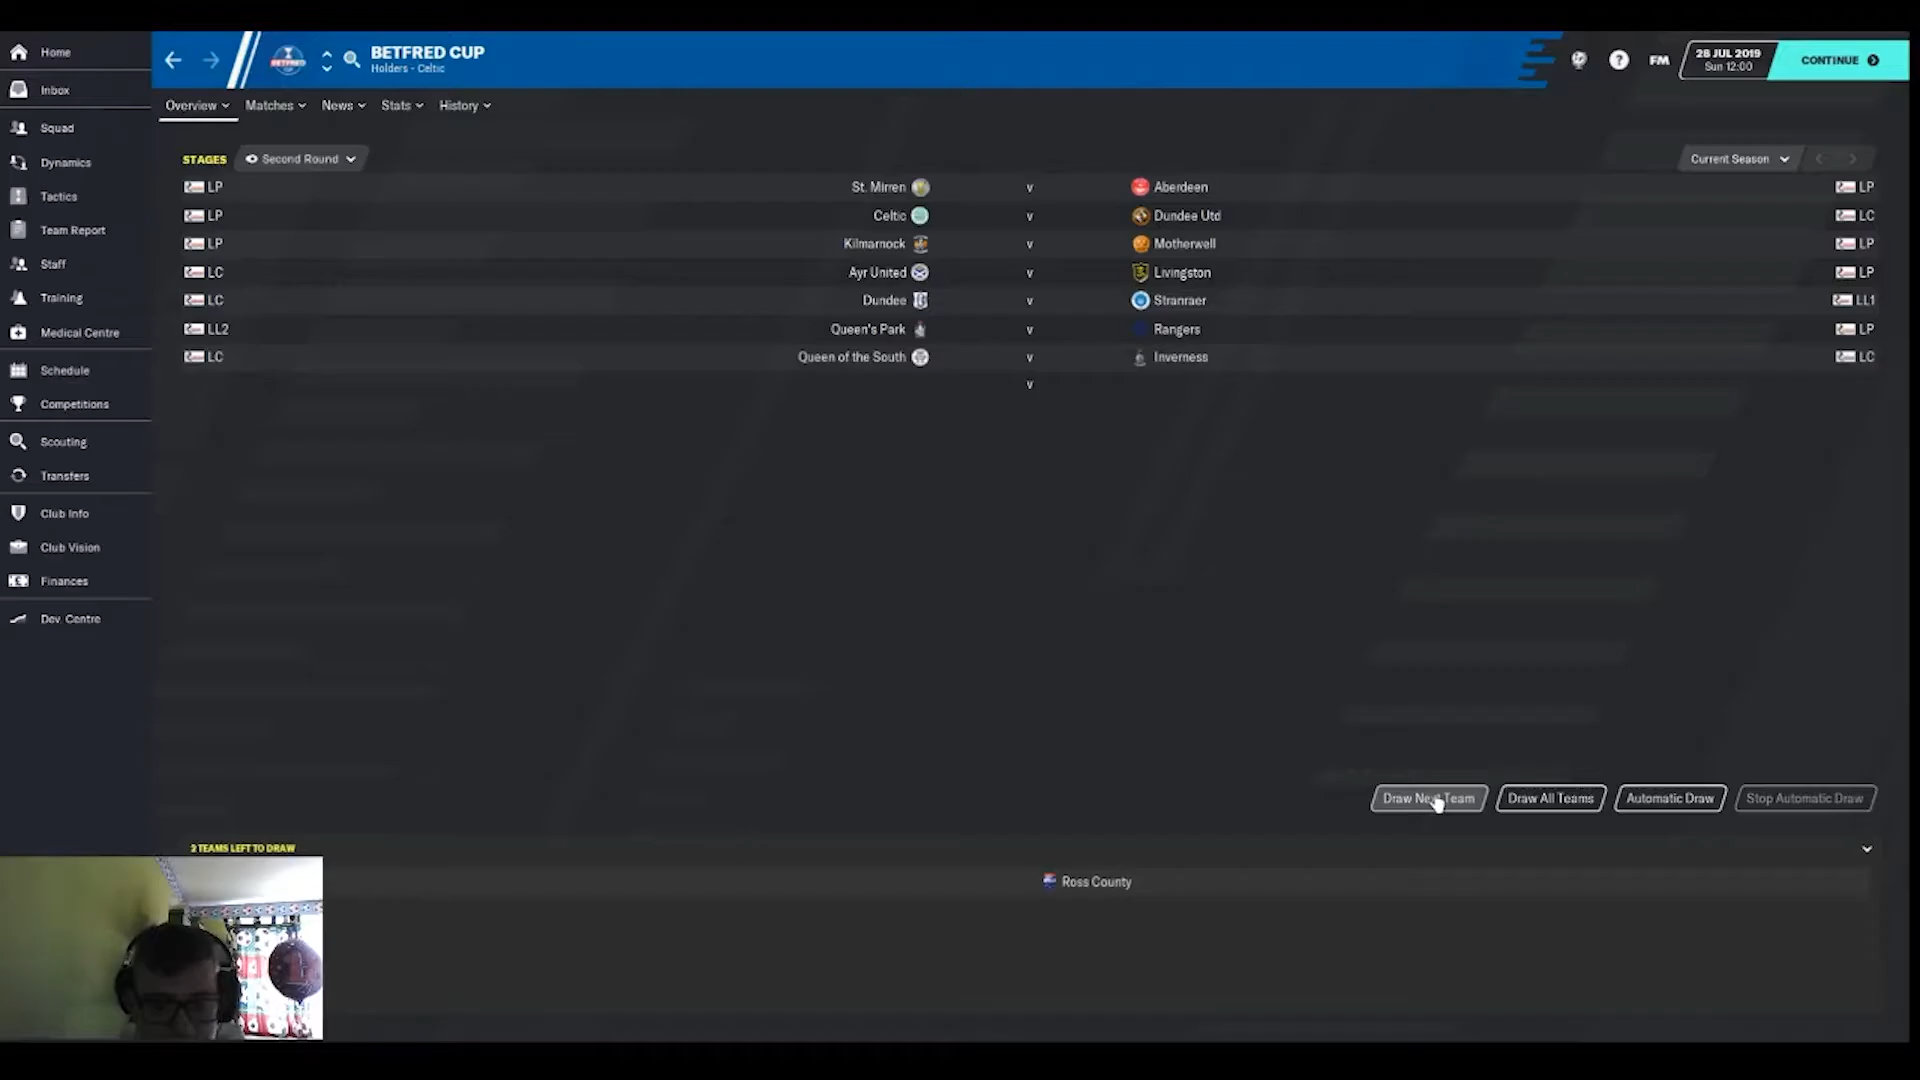 Home
BETFRED CUP
Holders - Celtic
FM
28 JUL 2019
Sun 12:00
CONTINUE
Inbox
Overview
Matches
News
Stats
History
Squad
Dynamics
Tactics
Team Report
Staff
Training
Medical Centre
Schedule
Competitions
Scouting
Transfers
Club Info
Club Vision
Finances
Dev. Centre
STAGES Second Round
Current Season
LP St. Mirren v Aberdeen LP
LP Celtic v Dundee Utd LC
LP Kilmarnock v Motherwell LP
LC Ayr United v Livingston LP
LC Dundee v Stranraer LL1
LL2 Queen's Park v Rangers LP
LC Queen of the South v Inverness LC
v
Draw Next Team
Draw All Teams
Automatic Draw
Stop Automatic Draw
2 TEAMS LEFT TO DRAW
Ross County